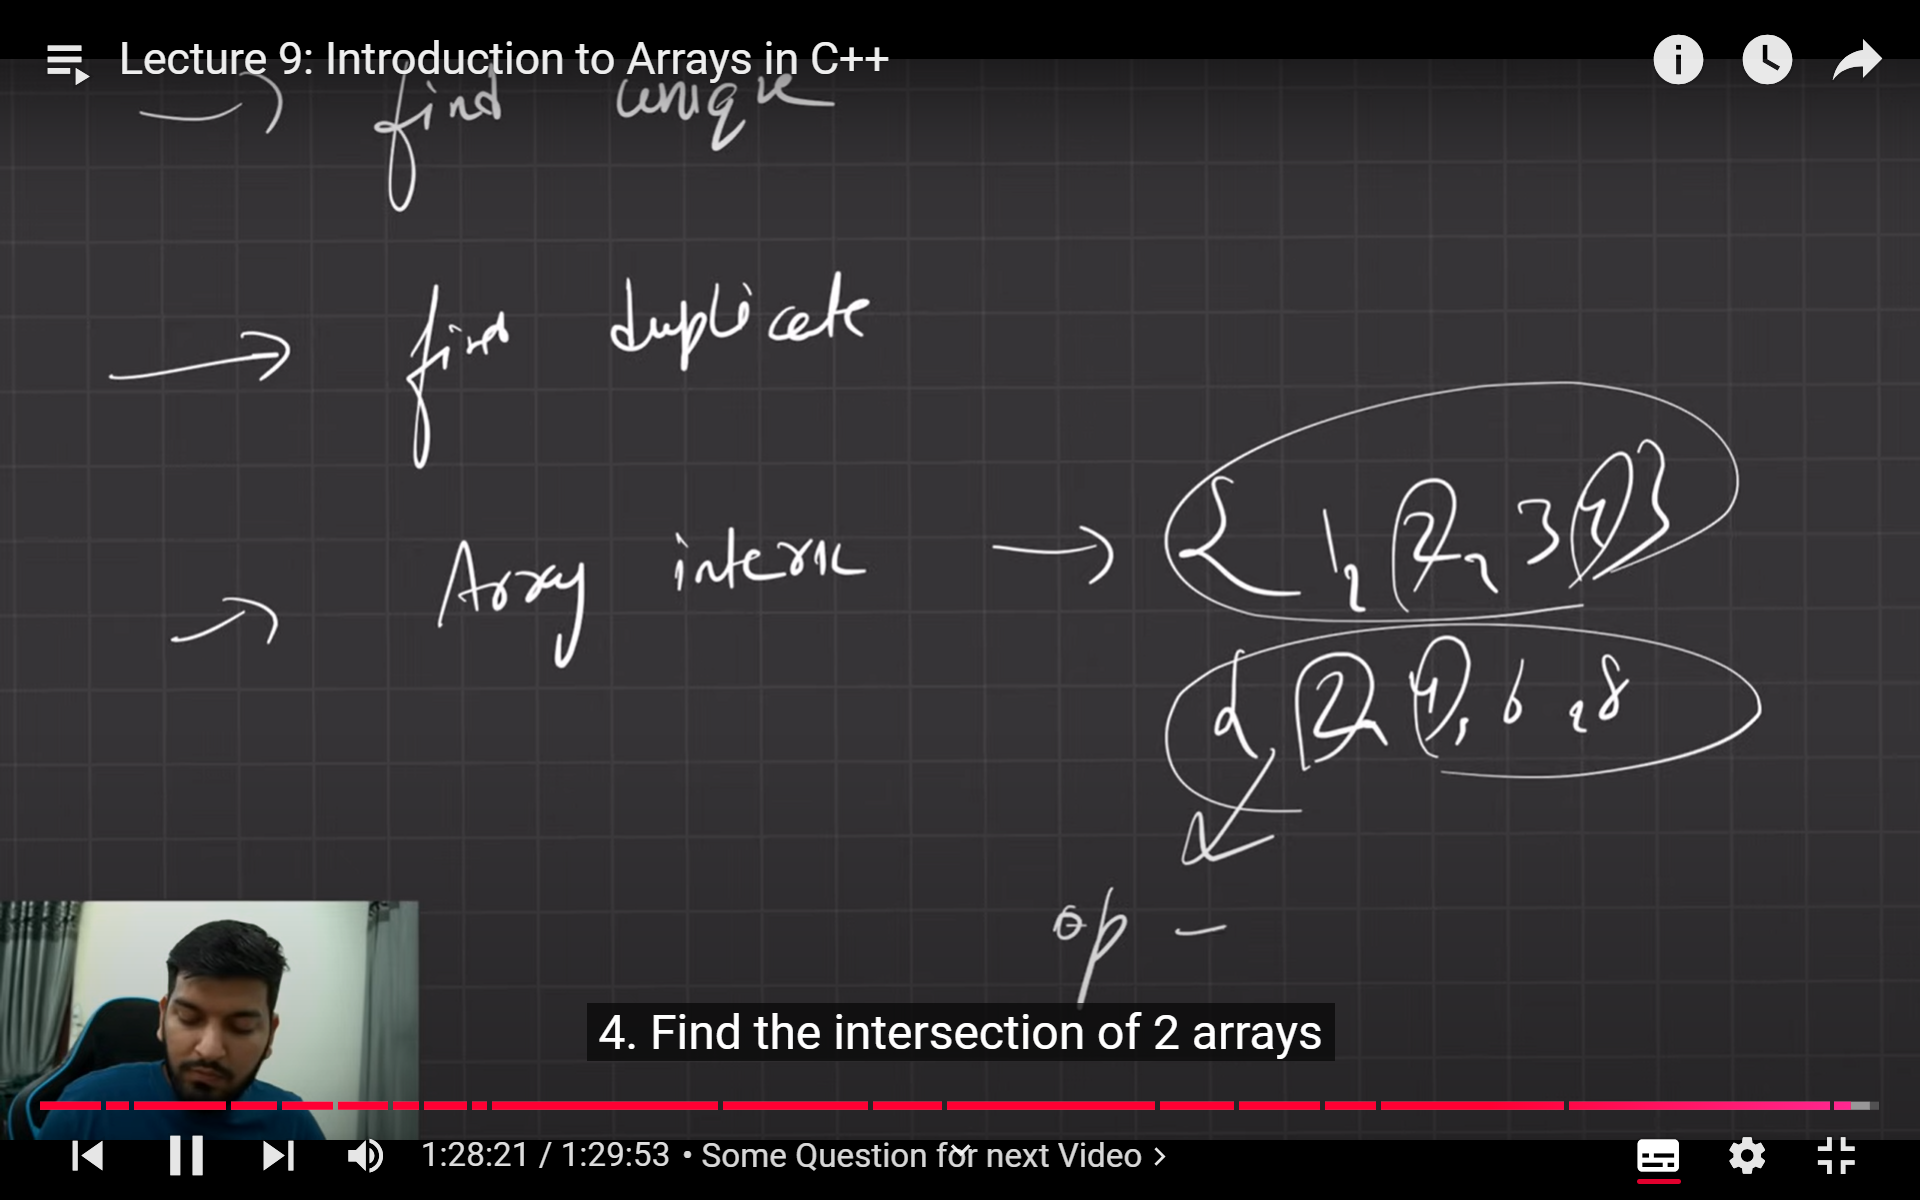 Lecture 9: Introduction to Arrays in C++
→ find unique
→ find duplicate
→ Array intersc → { 1, 2, 3 4}
{ 2, 4, 6, 8
op —
4. Find the intersection of 2 arrays
1:28:21 / 1:29:53 • Some Question for next Video >